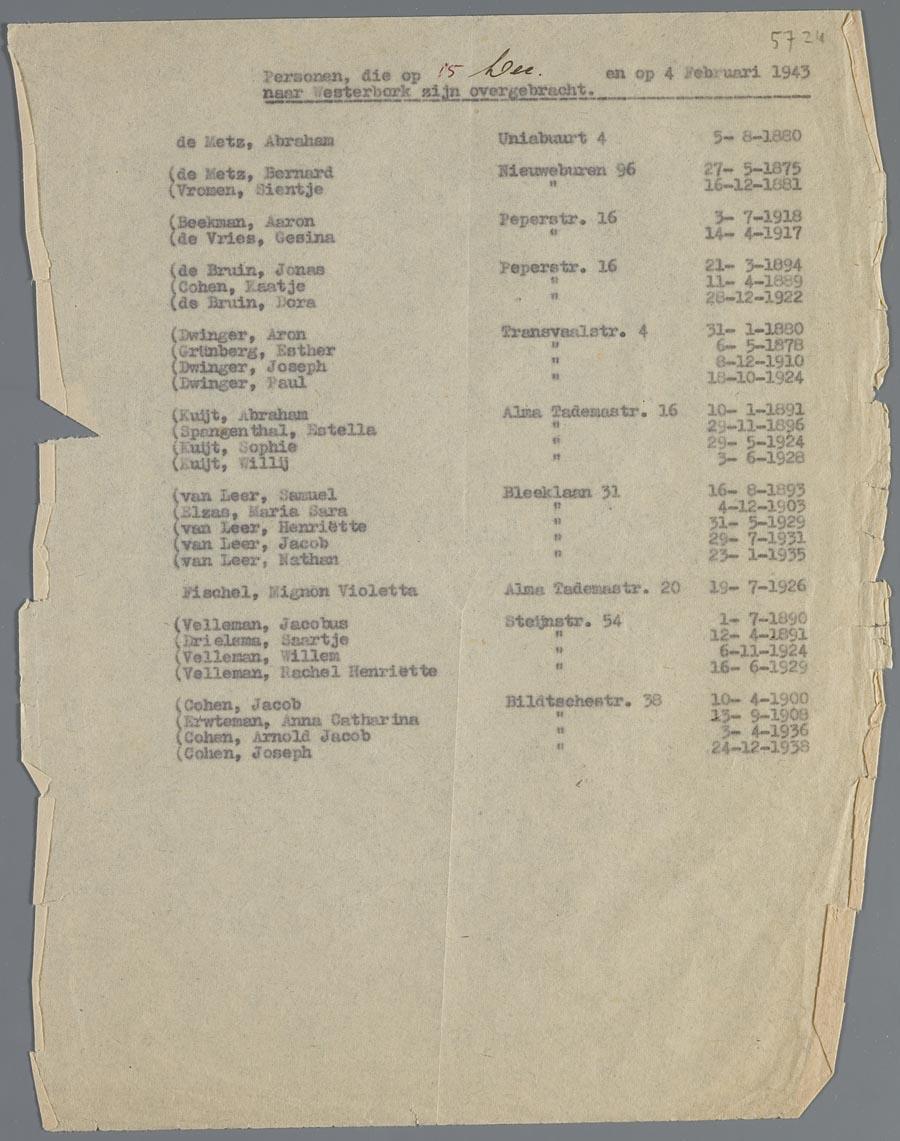 5724
Personen, die op 15 Dec. en op 4 Februari 1943
naar Westerbork zijn overgebracht.
de Metz, Abraham Uniabuurt 4 5- 8-1880
(de Metz, Bernard Nieuweburen 96 27- 5-1875
(Vromen, Sientje " 16-12-1881
(Beekman, Aaron Peperstr. 16 3- 7-1918
(de Vries, Gesina " 14- 4-1917
(de Bruin, Jonas Peperstr. 16 21- 3-1894
(Cohen, Kaatje " 11- 4-1889
(de Bruin, Dora " 28-12-1922
(Dwinger, Aron Transvaalstr. 4 31- 1-1880
(Grünberg, Esther " 6- 5-1878
(Dwinger, Joseph " 8-12-1910
(Dwinger, Paul " 18-10-1924
(Kuijt, Abraham Alma Tademastr. 16 10- 1-1891
(Spangenthal, Estella " 29-11-1896
(Kuijt, Sophie " 29- 5-1924
(Kuijt, Willij " 3- 6-1928
(van Leer, Samuel Bleeklaan 31 16- 8-1893
(Elzas, Maria Sara " 4-12-1903
(van Leer, Henriëtte " 31- 5-1929
(van Leer, Jacob " 29- 7-1931
(van Leer, Nathan " 23- 1-1935
Fischel, Mignon Violetta Alma Tademastr. 20 19- 7-1926
(Velleman, Jacobus Steijnstr. 54 1- 7-1890
(Drielsma, Saartje " 12- 4-1891
(Velleman, Willem " 6-11-1924
(Velleman, Rachel Henriëtte " 16- 6-1929
(Cohen, Jacob Bildtschestr. 38 10- 4-1900
(Erwteman, Anna Catharina " 13- 9-1908
(Cohen, Arnold Jacob " 3- 4-1936
(Cohen, Joseph " 24-12-1938